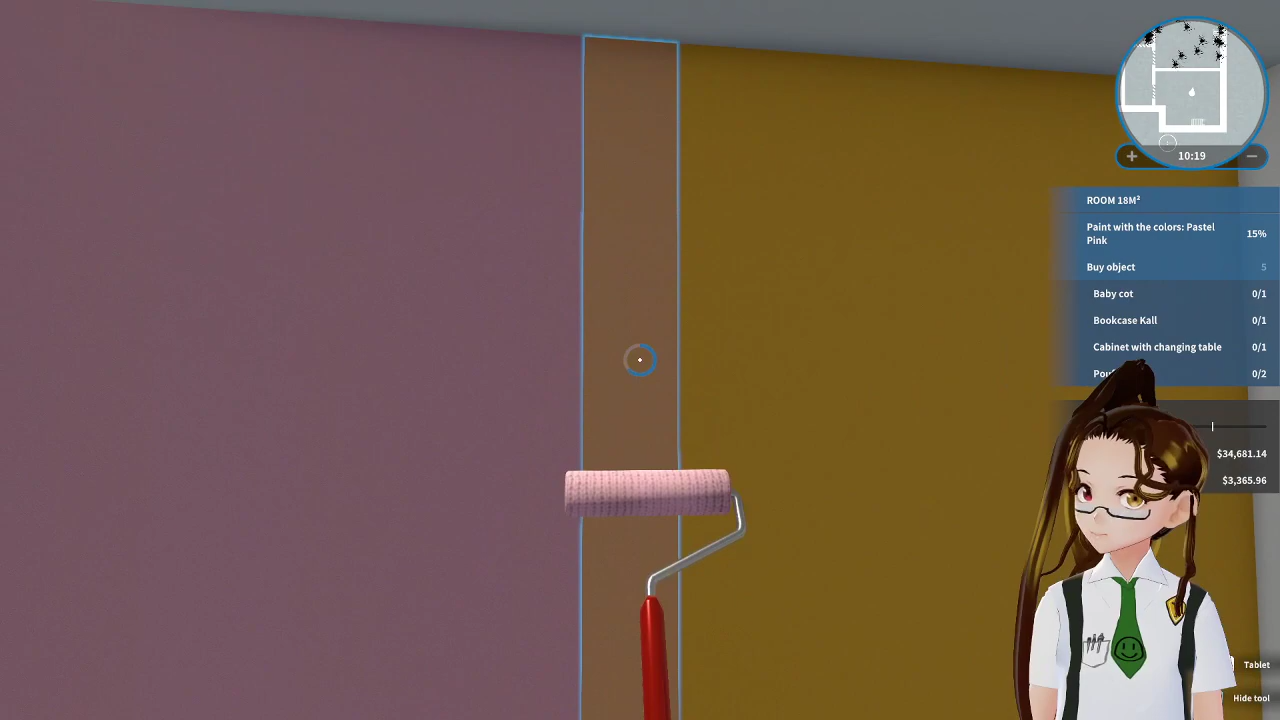 10:19
ROOM 18M²
Paint with the colors: Pastel
Pink
15%
Buy object 5
Baby cot 0/1
Bookcase Kall 0/1
Cabinet with changing table 0/1
0/2
$34,681.14
$3,365.96
Tablet
Hide tool